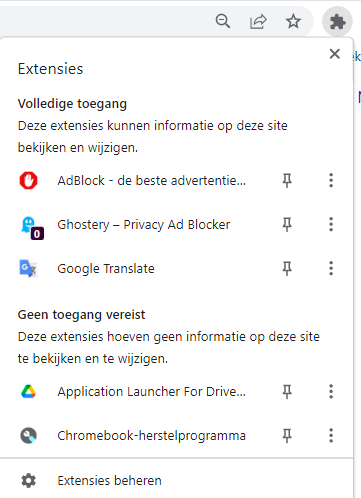 Extensies
Volledige toegang
Deze extensies kunnen informatie op deze site
bekijken en wijzigen.
AdBlock - de beste advertentie...
Ghostery – Privacy Ad Blocker
0
Google Translate
Geen toegang vereist
Deze extensies hoeven geen informatie op deze site
te bekijken en te wijzigen.
Application Launcher For Drive...
Chromebook-herstelprogramma
Extensies beheren